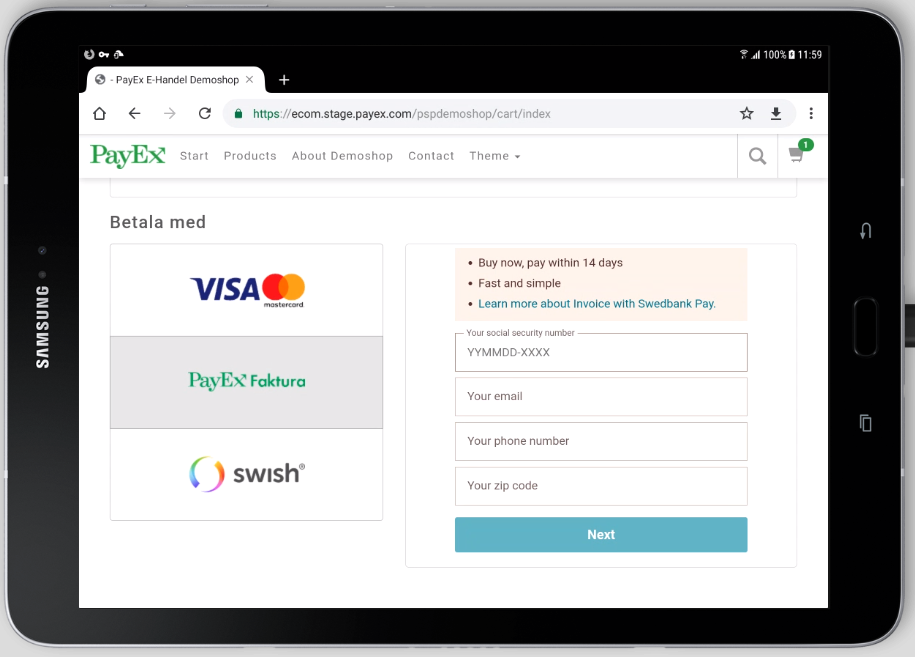 100% 11:59
- PayEx E-Handel Demoshop
https://ecom.stage.payex.com/pspdemoshop/cart/index
PayEx Start Products About Demoshop Contact Theme
1
Betala med
VISA
mastercard
PayEx Faktura
swish®
• Buy now, pay within 14 days
• Fast and simple
• Learn more about Invoice with Swedbank Pay.
Your social security number
YYMMDD-XXXX
Your email
Your phone number
Your zip code
Next
SAMSUNG